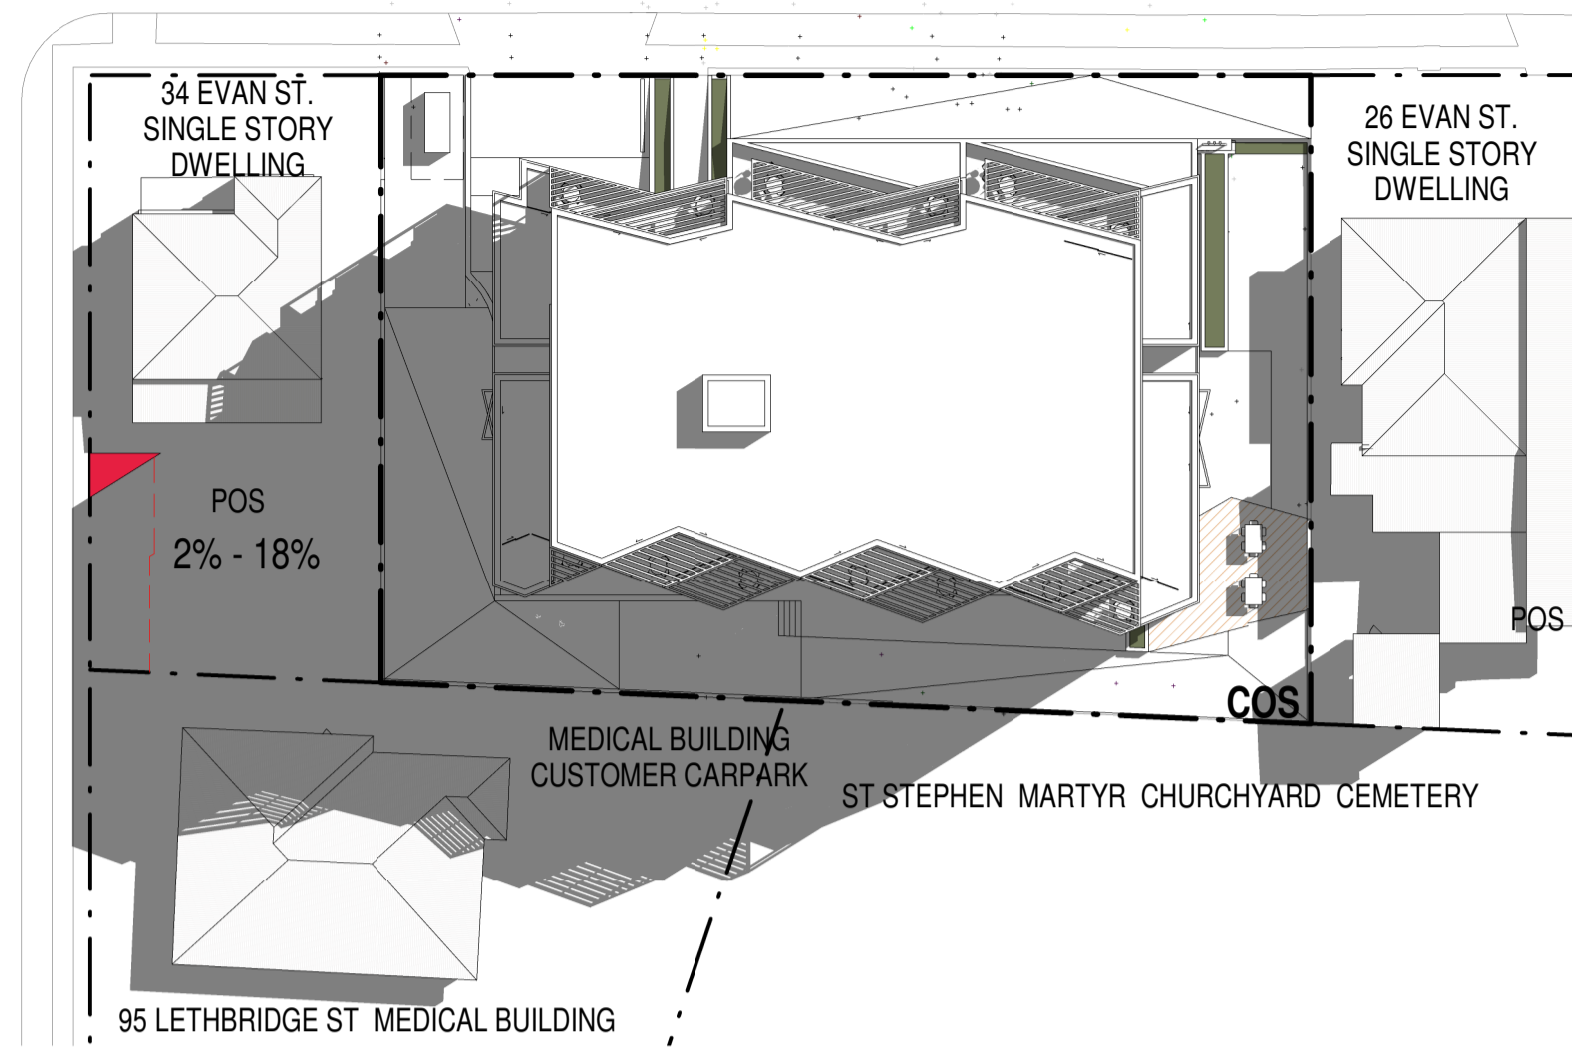 34 EVAN ST.
SINGLE STORY
DWELLING
26 EVAN ST.
SINGLE STORY
DWELLING
POS
2% - 18%
POS
COS
MEDICAL BUILDING
CUSTOMER CARPARK
ST STEPHEN MARTYR CHURCHYARD CEMETERY
95 LETHBRIDGE ST MEDICAL BUILDING